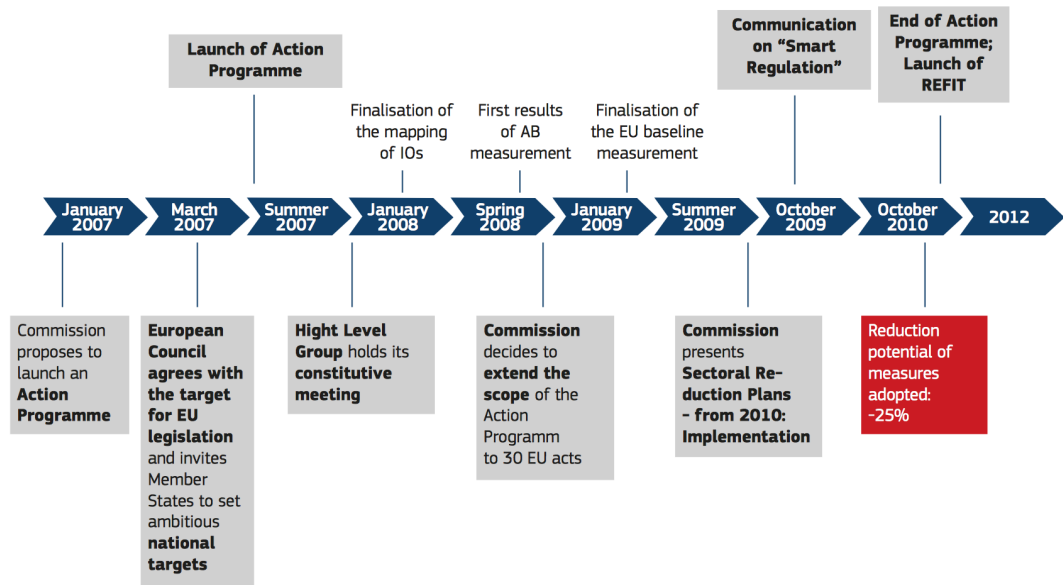 Launch of Action
Programme
Communication
on “Smart
Regulation”
End of Action
Programme;
Launch of
REFIT
Finalisation of
the mapping
of IOs
First results
of AB
measurement
Finalisation of
the EU baseline
measurement
January
2007
March
2007
Summer
2007
January
2008
Spring
2008
January
2009
Summer
2009
October
2009
October
2010
2012
Commission
proposes to
launch an
Action
Programme
European
Council
agrees with
the target
for EU
legislation
and invites
Member
States to set
ambitious
national
targets
Hight Level
Group holds its
constitutive
meeting
Commission
decides to
extend the
scope of the
Action
Programm
to 30 EU acts
Commission
presents
Sectoral Re-
duction Plans
– from 2010:
Implementation
Reduction
potential of
measures
adopted:
-25%